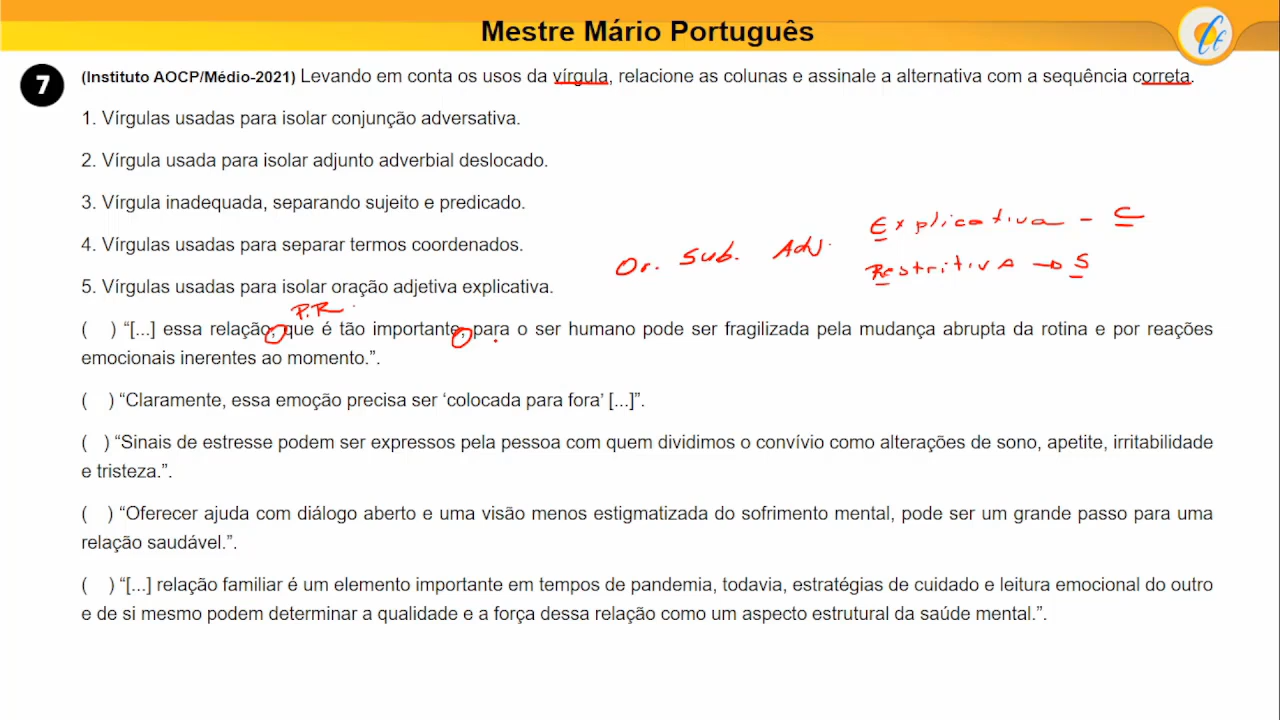 Mestre Mário Português
7 (Instituto AOCP/Médio-2021) Levando em conta os usos da vírgula, relacione as colunas e assinale a alternativa com a sequência correta.
1. Vírgulas usadas para isolar conjunção adversativa.
2. Vírgula usada para isolar adjunto adverbial deslocado.
3. Vírgula inadequada, separando sujeito e predicado.
Explicativa - C
4. Vírgulas usadas para separar termos coordenados.
Or. Sub. Adj.
Restritiva → S
5. Vírgulas usadas para isolar oração adjetiva explicativa.
P.R
( ) “[...] essa relação, que é tão importante, para o ser humano pode ser fragilizada pela mudança abrupta da rotina e por reações
emocionais inerentes ao momento.”.
( ) “Claramente, essa emoção precisa ser ‘colocada para fora’ [...]”.
( ) “Sinais de estresse podem ser expressos pela pessoa com quem dividimos o convívio como alterações de sono, apetite, irritabilidade
e tristeza.”.
( ) “Oferecer ajuda com diálogo aberto e uma visão menos estigmatizada do sofrimento mental, pode ser um grande passo para uma
relação saudável.”.
( ) “[...] relação familiar é um elemento importante em tempos de pandemia, todavia, estratégias de cuidado e leitura emocional do outro
e de si mesmo podem determinar a qualidade e a força dessa relação como um aspecto estrutural da saúde mental.”.